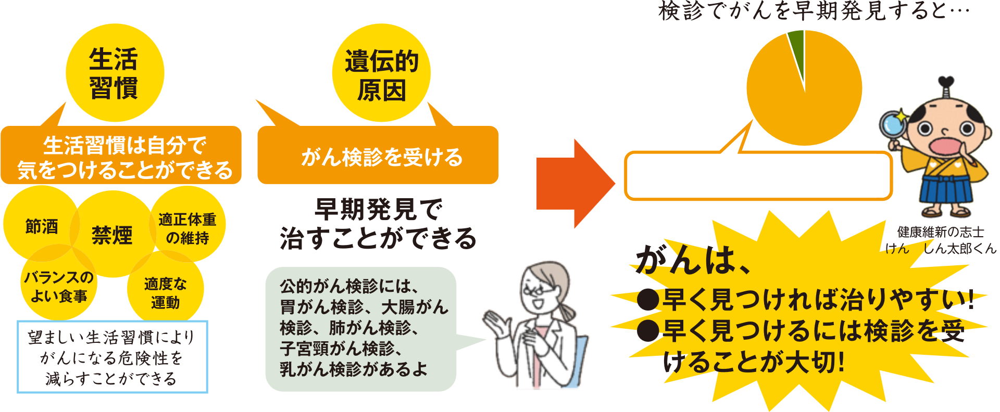 生活
習慣
生活習慣は自分で
気をつけることができる
節酒
禁煙
適正体重
の維持
バランスの
よい食事
適度な
運動
望ましい生活習慣により
がんになる危険性を
減らすことができる
遺伝的
原因
がん検診を受ける
早期発見で
治すことができる
公的がん検診には、
胃がん検診、大腸がん
検診、肺がん検診、
子宮頸がん検診、
乳がん検診があるよ
検診でがんを早期発見すると…
健康維新の志士
けん　しん太郎くん
がんは、
●早く見つければ治りやすい!
●早く見つけるには検診を受
けることが大切!